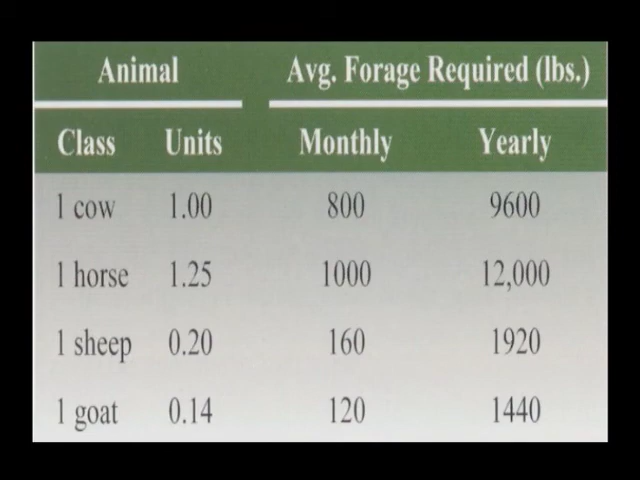 Animal Avg. Forage Required (lbs.)
Class Units Monthly Yearly
1 cow 1.00 800 9600
1 horse 1.25 1000 12,000
1 sheep 0.20 160 1920
1 goat 0.14 120 1440